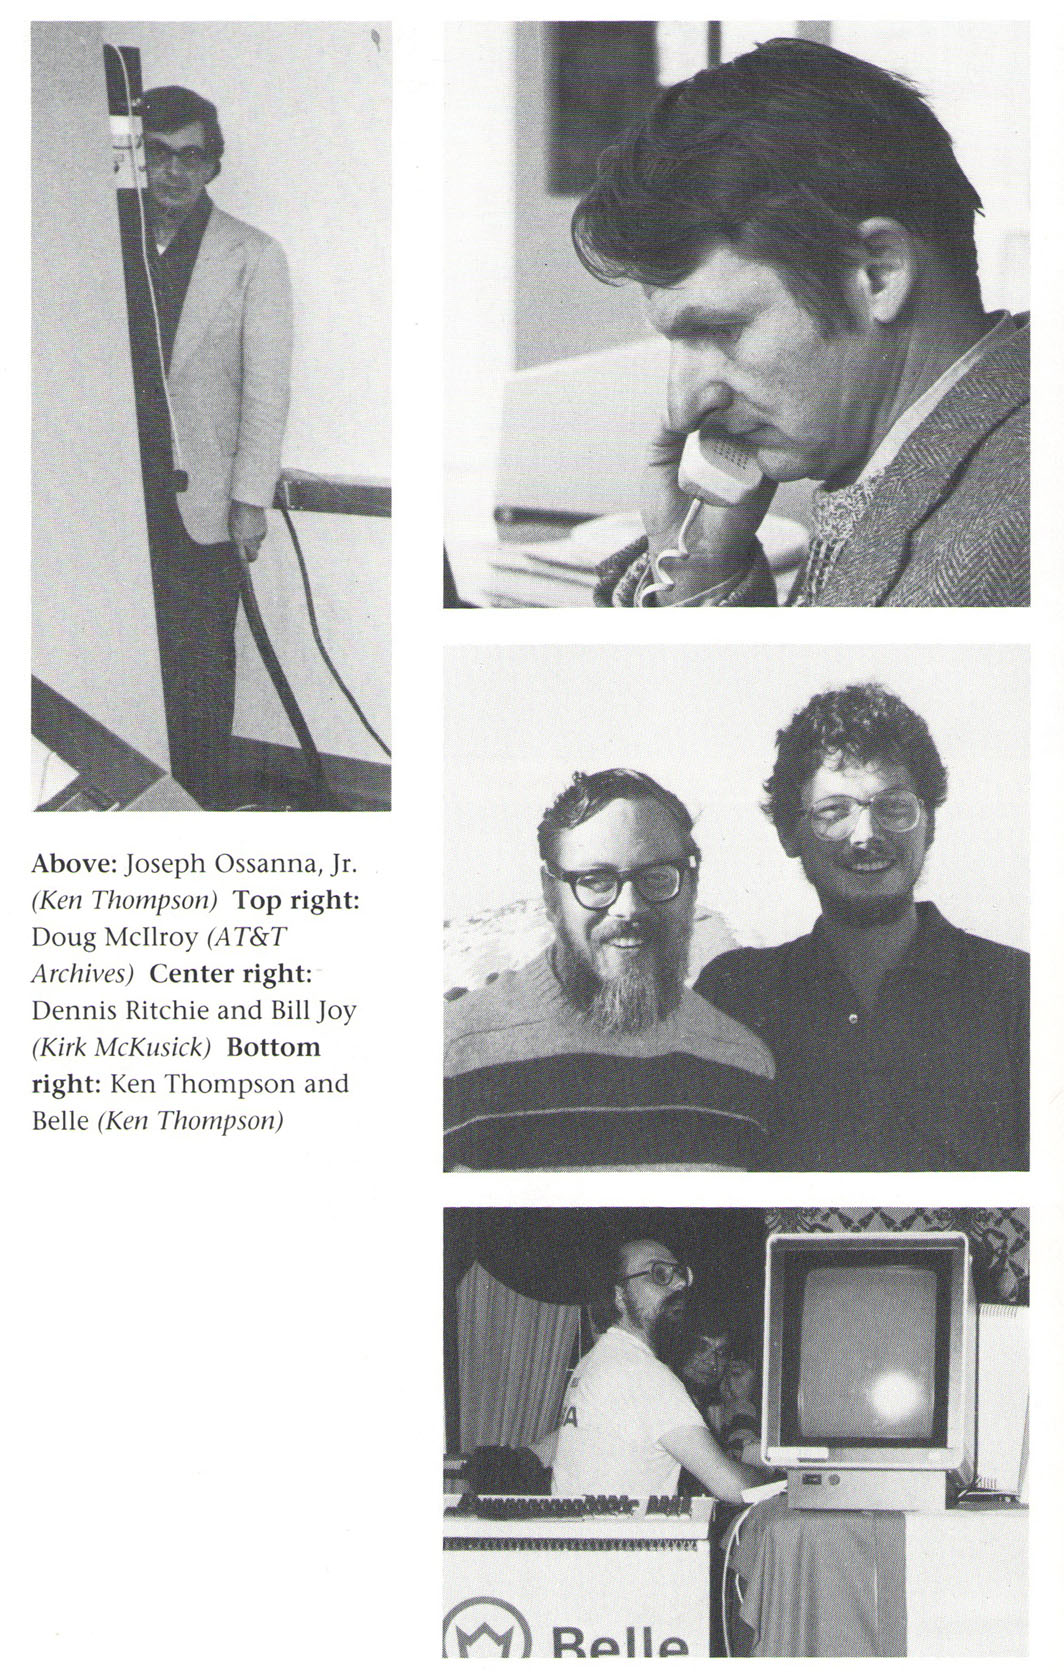 Above: Joseph Ossanna, Jr.
(Ken Thompson) Top right:
Doug McIlroy (AT&T
Archives) Center right:
Dennis Ritchie and Bill Joy
(Kirk McKusick) Bottom
right: Ken Thompson and
Belle (Ken Thompson)
Belle